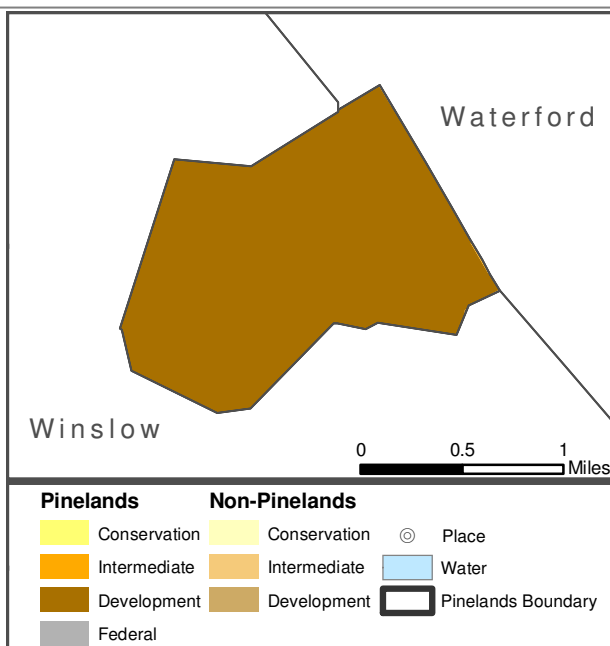 Waterford
Winslow
0 0.5 1
Miles
Pinelands Non-Pinelands
Conservation Conservation Place
Intermediate Intermediate Water
Development Development Pinelands Boundary
Federal